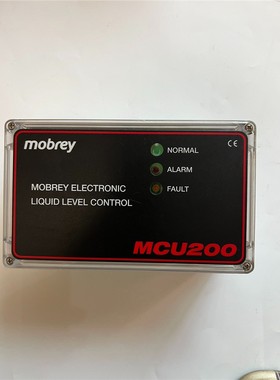 mobrey
NORMAL
CE
ALARM
FAULT
MOBREY ELECTRONIC
LIQUID LEVEL CONTROL
MCU200